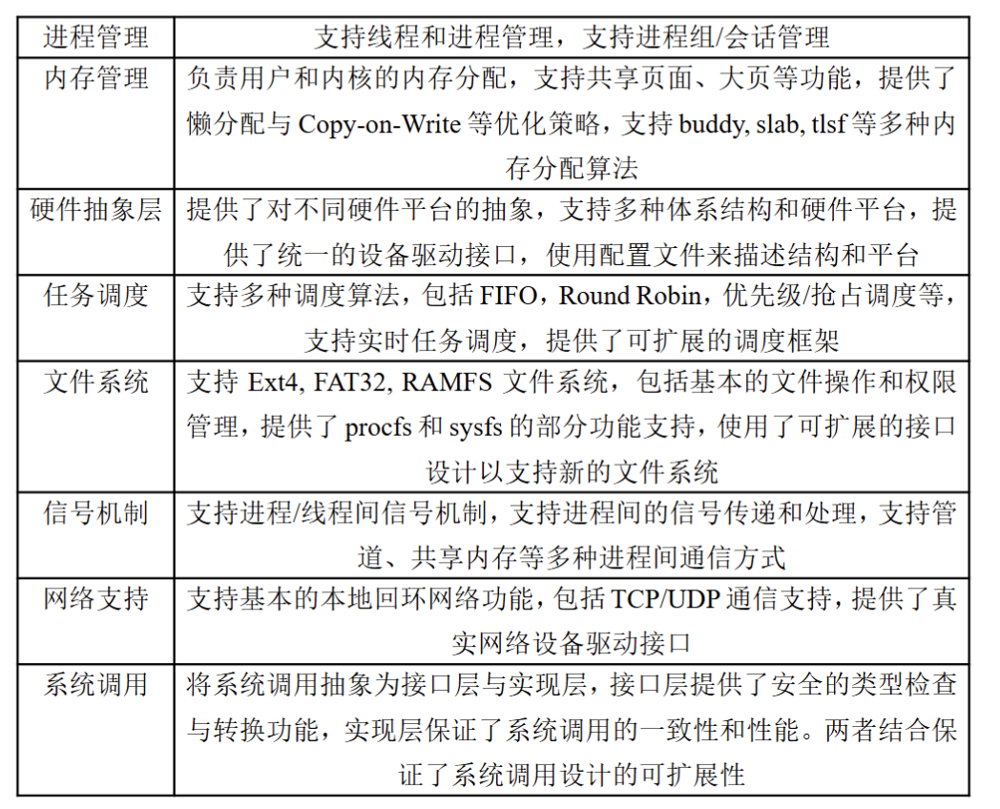 进程管理
支持线程和进程管理，支持进程组/会话管理
内存管理
负责用户和内核的内存分配，支持共享页面、大页等功能，提供了
懒分配与 Copy-on-Write 等优化策略，支持 buddy, slab, tlsf 等多种内
存分配算法
硬件抽象层
提供了对不同硬件平台的抽象，支持多种体系结构和硬件平台，提
供了统一的设备驱动接口，使用配置文件来描述结构和平台
任务调度
支持多种调度算法，包括 FIFO，Round Robin，优先级/抢占调度等，
支持实时任务调度，提供了可扩展的调度框架
文件系统
支持 Ext4, FAT32, RAMFS 文件系统，包括基本的文件操作和权限
管理，提供了 procfs 和 sysfs 的部分功能支持，使用了可扩展的接口
设计以支持新的文件系统
信号机制
支持进程/线程间信号机制，支持进程间的信号传递和处理，支持管
道、共享内存等多种进程间通信方式
网络支持
支持基本的本地回环网络功能，包括 TCP/UDP 通信支持，提供了真
实网络设备驱动接口
系统调用
将系统调用抽象为接口层与实现层，接口层提供了安全的类型检查
与转换功能，实现层保证了系统调用的一致性和性能。两者结合保
证了系统调用设计的可扩展性